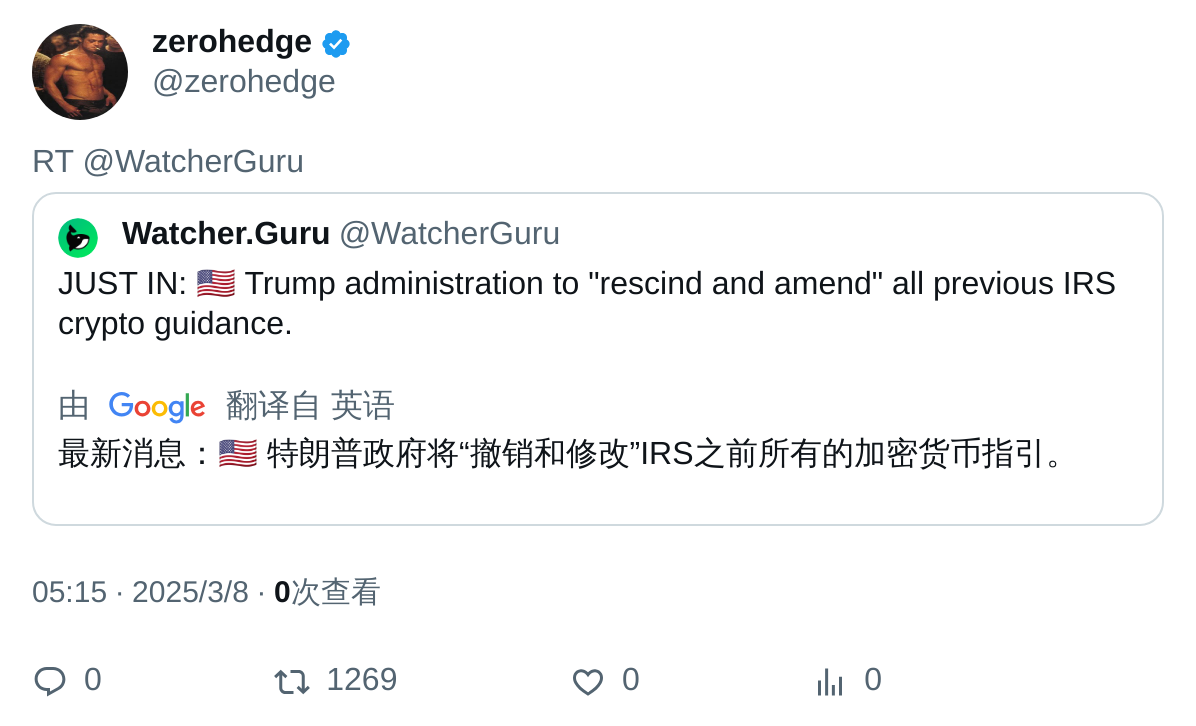 zerohedge
@zerohedge
RT @WatcherGuru
Watcher.Guru @WatcherGuru
JUST IN: 🇺🇸 Trump administration to "rescind and amend" all previous IRS
crypto guidance.
由 Google 翻译自 英语
最新消息：🇺🇸 特朗普政府将“撤销和修改”IRS之前所有的加密货币指引。
05:15 · 2025/3/8 · 0次查看
0 1269 0 0